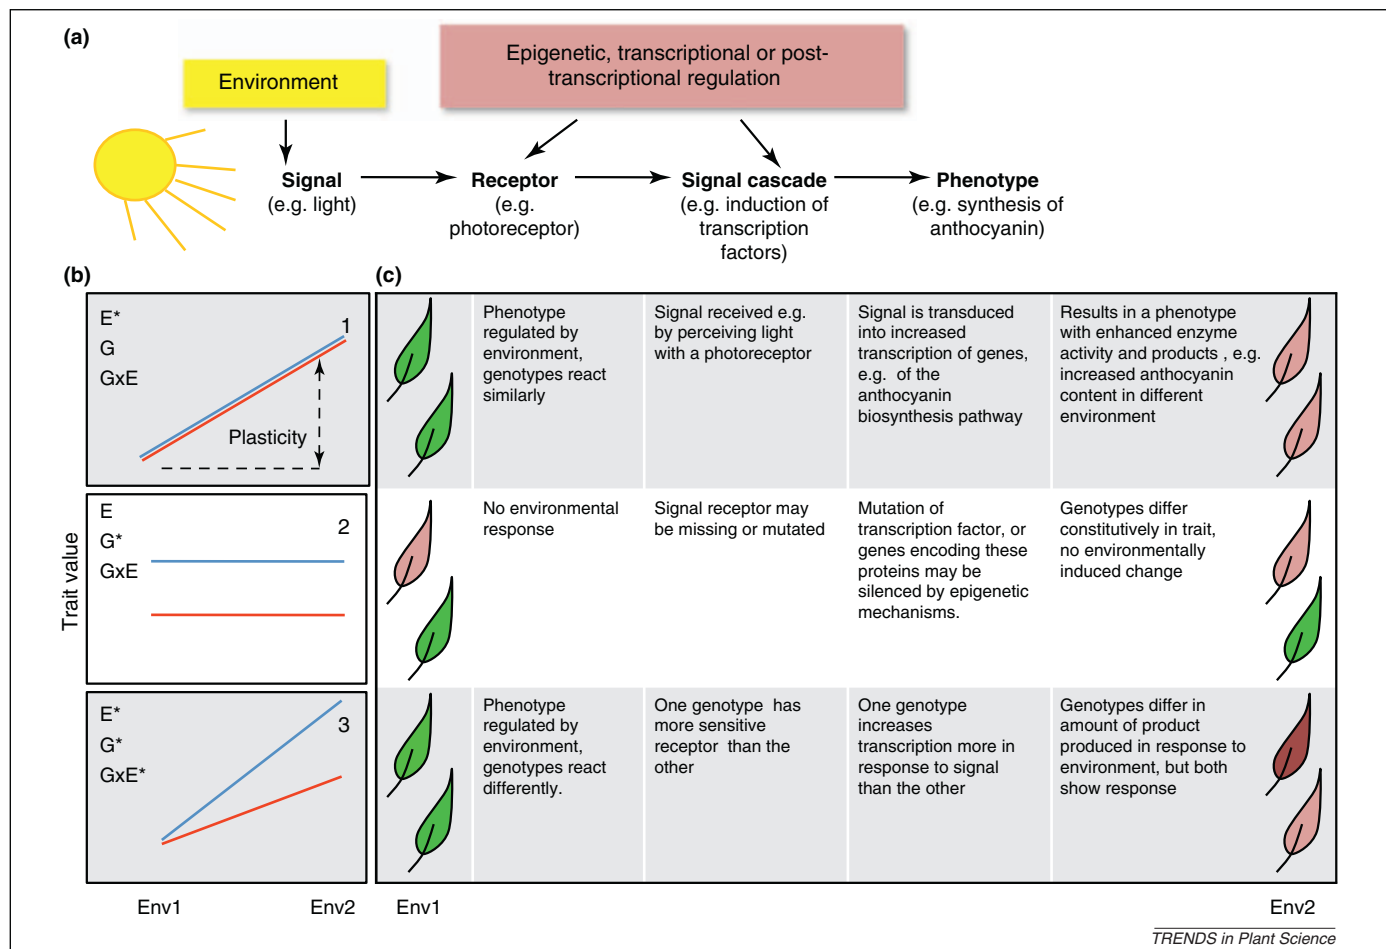 (a)
Environment
Epigenetic, transcriptional or post-
transcriptional regulation
Signal
(e.g. light)
Receptor
(e.g.
photoreceptor)
Signal cascade
(e.g. induction of
transcription
factors)
Phenotype
(e.g. synthesis of
anthocyanin)
(b)
Trait value
E*
G
GxE
1
Plasticity
E
G*
GxE
2
E*
G*
GxE*
3
Env1
Env2
(c)
Phenotype
regulated by
environment,
genotypes react
similarly
Signal received e.g.
by perceiving light
with a photoreceptor
Signal is transduced
into increased
transcription of genes,
e.g. of the
anthocyanin
biosynthesis pathway
Results in a phenotype
with enhanced enzyme
activity and products , e.g.
increased anthocyanin
content in different
environment
No environmental
response
Signal receptor may
be missing or mutated
Mutation of
transcription factor, or
genes encoding these
proteins may be
silenced by epigenetic
mechanisms.
Genotypes differ
constitutively in trait,
no environmentally
induced change
Phenotype
regulated by
environment,
genotypes react
differently.
One genotype has
more sensitive
receptor than the
other
One genotype
increases
transcription more in
response to signal
than the other
Genotypes differ in
amount of product
produced in response to
environment, but both
show response
Env1
Env2
TRENDS in Plant Science